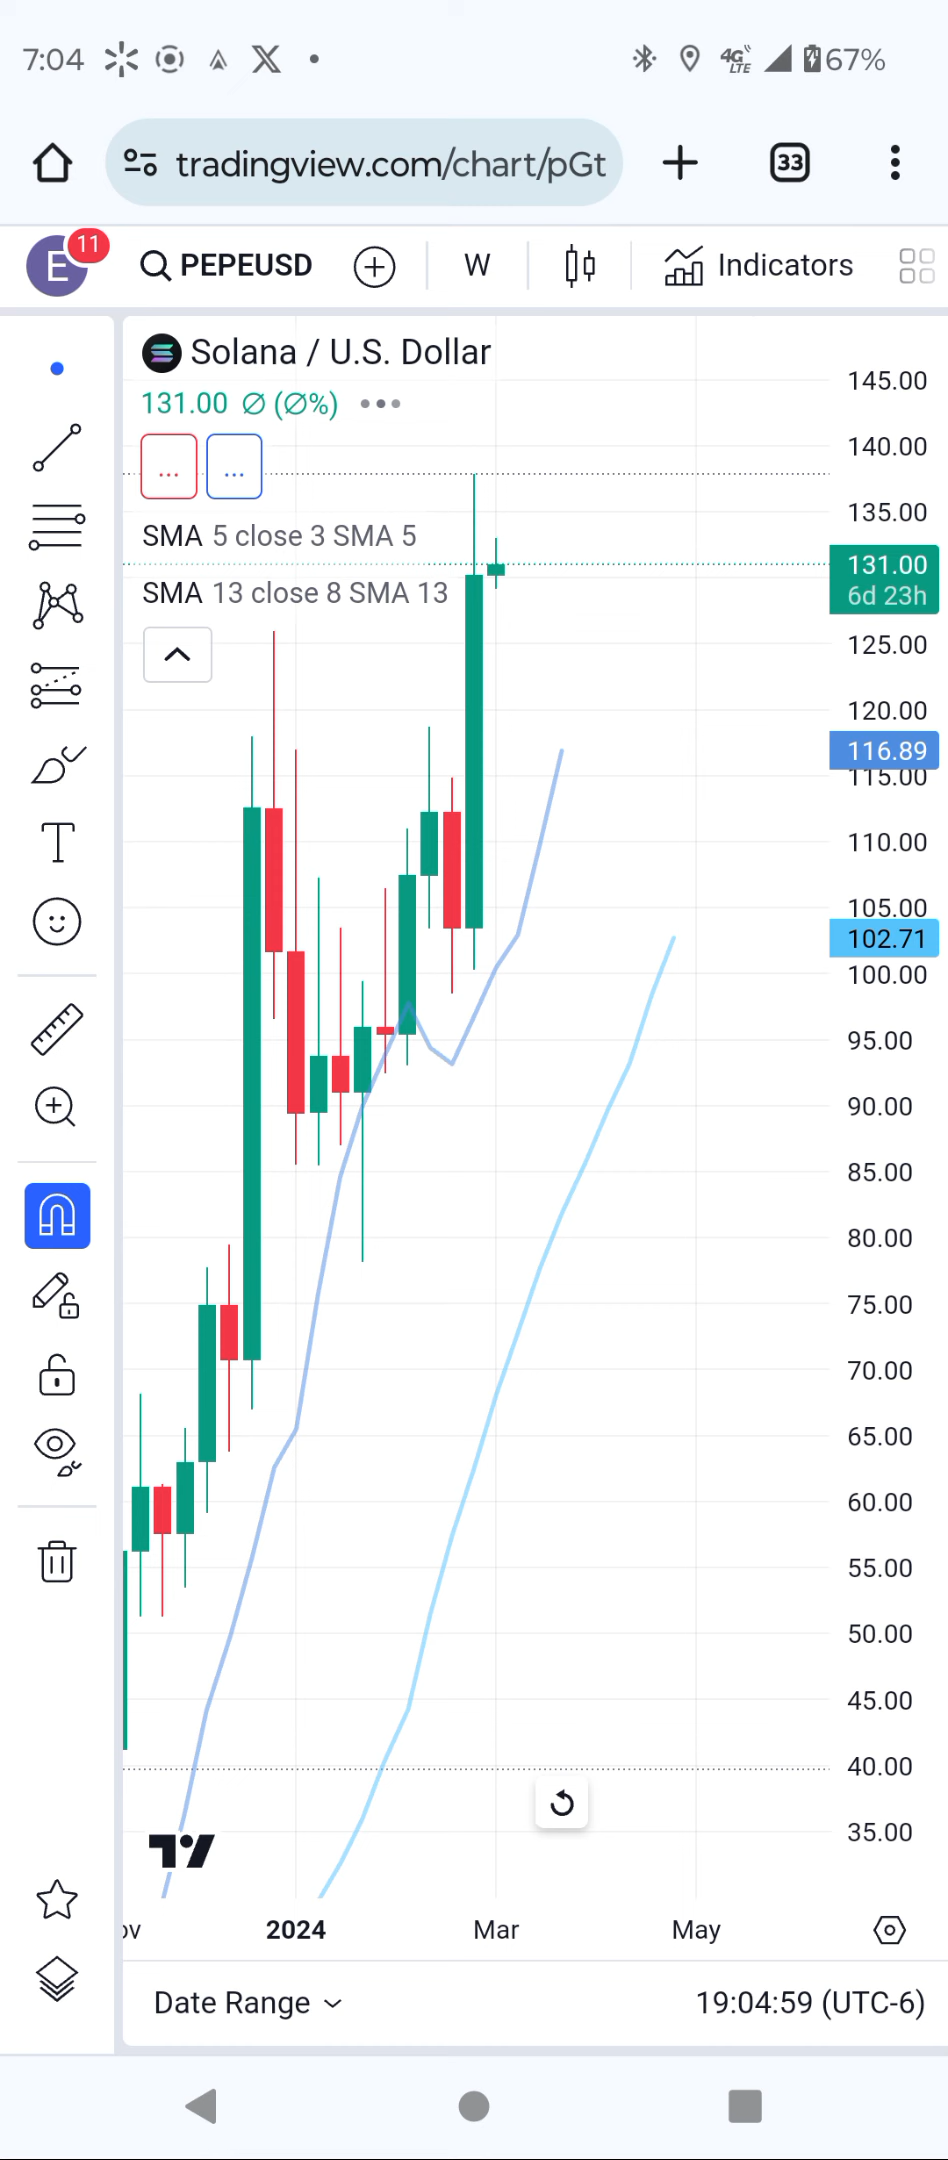 7:04 4G LTE 67%
tradingview.com/chart/pGt 33
E 11 PEPEUSD W Indicators
Solana / U.S. Dollar
131.00 Ø (Ø%) •••
... ...
SMA 5 close 3 SMA 5
SMA 13 close 8 SMA 13
145.00
140.00
135.00
131.00
6d 23h
125.00
120.00
116.89
115.00
110.00
105.00
102.71
100.00
95.00
90.00
85.00
80.00
75.00
70.00
65.00
60.00
55.00
50.00
45.00
40.00
35.00
ov 2024 Mar May
Date Range 19:04:59 (UTC-6)